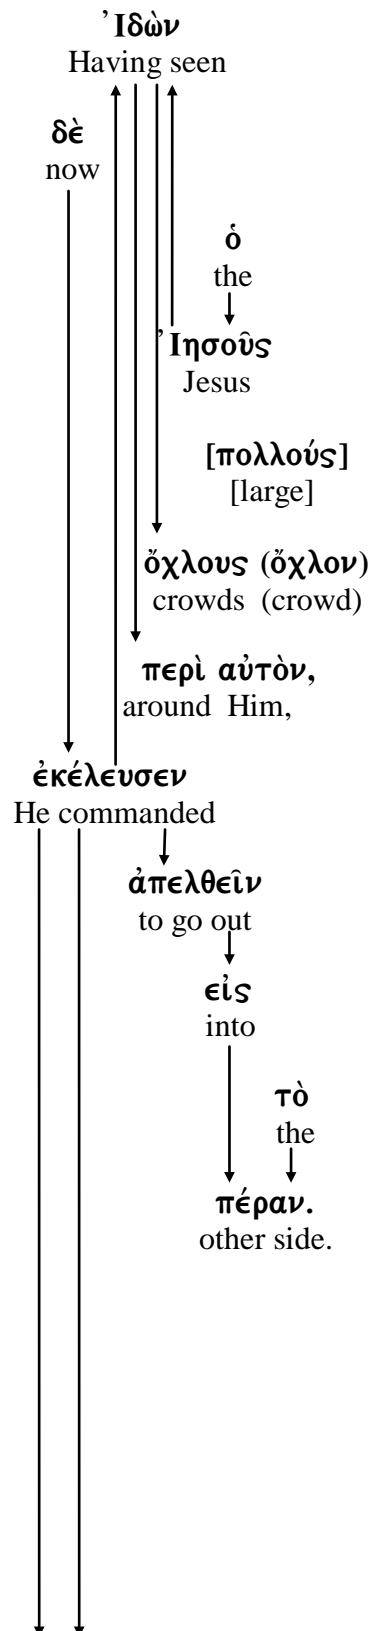 Ἰδὼν
Having seen
δὲ
now
ὁ
the
Ἰησοῦς
Jesus
[πολλούς]
[large]
ὄχλους (ὄχλον)
crowds (crowd)
περὶ αὐτὸν,
around Him,
ἐκέλευσεν
He commanded
ἀπελθεῖν
to go out
εἰς
into
τὸ
the
πέραν.
other side.